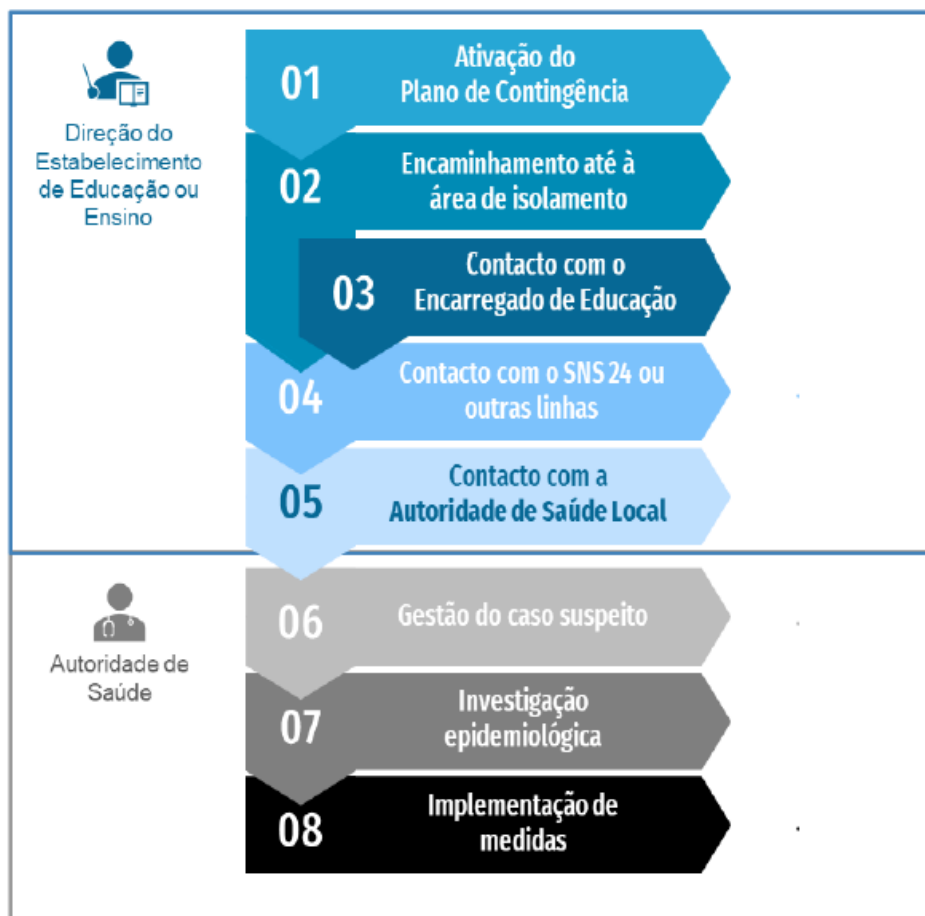 Direção do
Estabelecimento
de Educação ou
Ensino
01
Ativação do
Plano de Contingência
02
Encaminhamento até à
área de isolamento
03
Contacto com o
Encarregado de Educação
04
Contacto com o SNS 24 ou
outras linhas
05
Contacto com a
Autoridade de Saúde Local
Autoridade de
Saúde
06
Gestão do caso suspeito
07
Investigação
epidemiológica
08
Implementação de
medidas